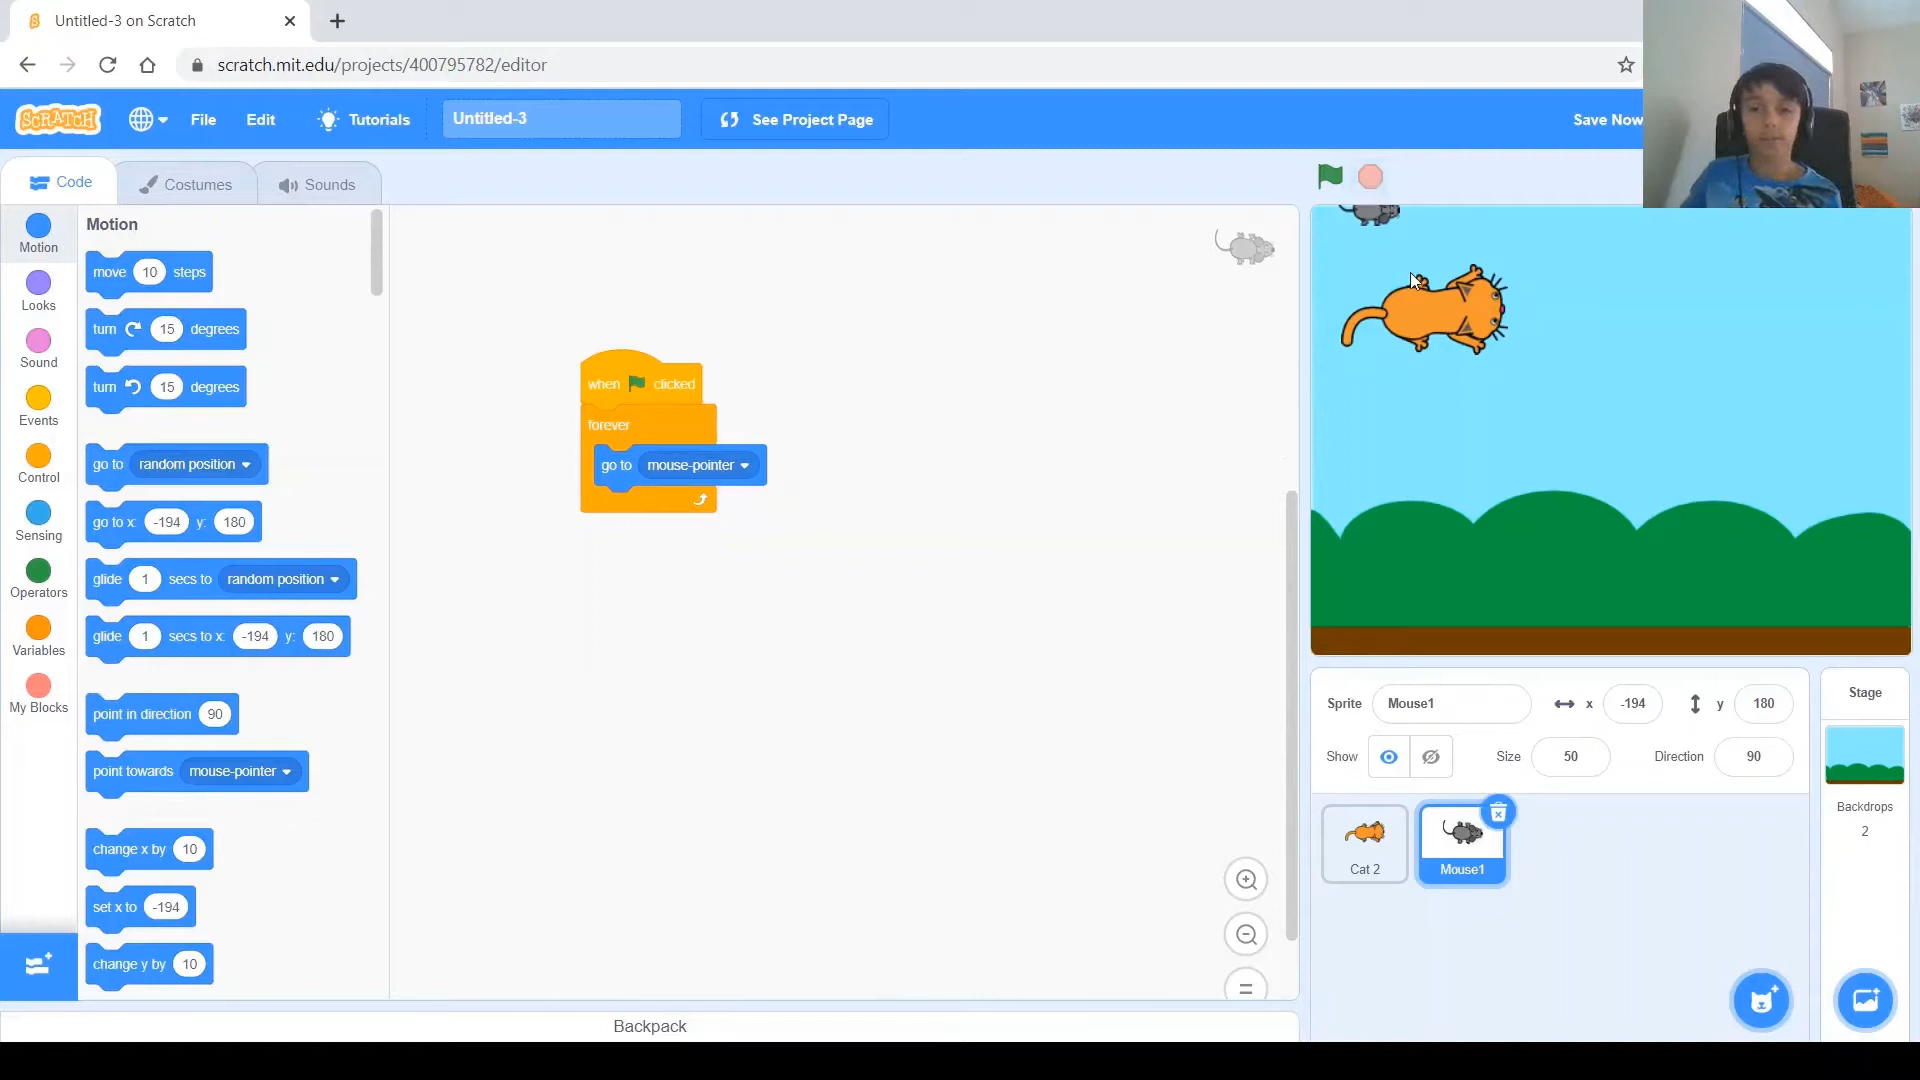 Untitled-3 on Scratch
scratch.mit.edu/projects/400795782/editor
SCRATCH
File
Edit
Tutorials
Untitled-3
See Project Page
Save Now
Code
Costumes
Sounds
Motion
Looks
Sound
Events
Control
Sensing
Operators
Variables
My Blocks
Motion
move 10 steps
turn 15 degrees
turn 15 degrees
go to random position
go to x: -194 y: 180
glide 1 secs to random position
glide 1 secs to x: -194 y: 180
point in direction 90
point towards mouse-pointer
change x by 10
set x to -194
change y by 10
when clicked
forever
go to mouse-pointer
Backpack
Sprite Mouse1 x -194 y 180
Show Size 50 Direction 90
Cat 2
Mouse1
Stage
Backdrops
2